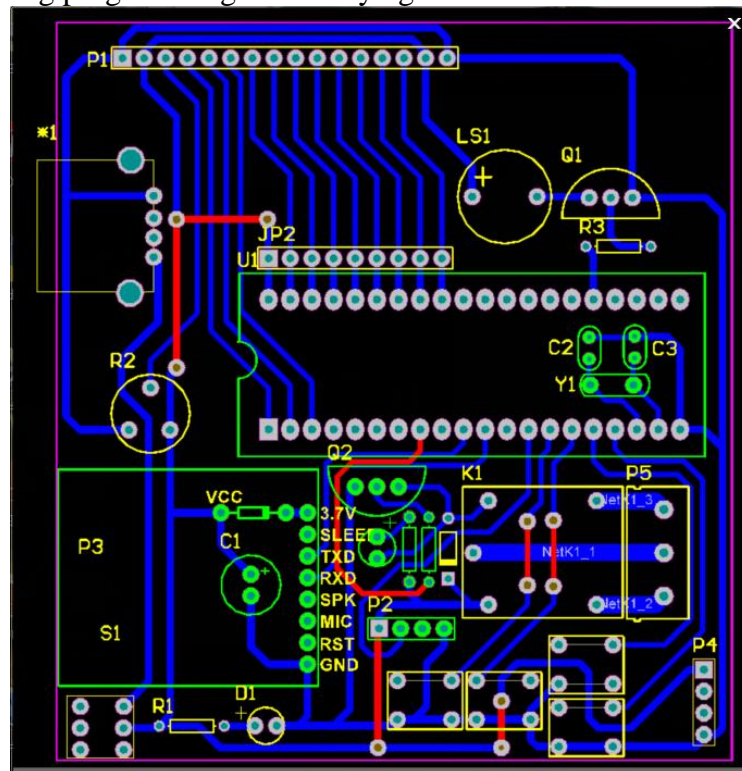 x
P1
*1
LS1
Q1
R3
JP2
U1
C2
C3
Y1
R2
Q2
K1
P5
VCC
NetK1_3
3.7V
P3
C1
SLEEP
TXD
NetK1_1
RXD
SPK
P2
NetK1_2
MIC
S1
RST
GND
P4
R1
D1